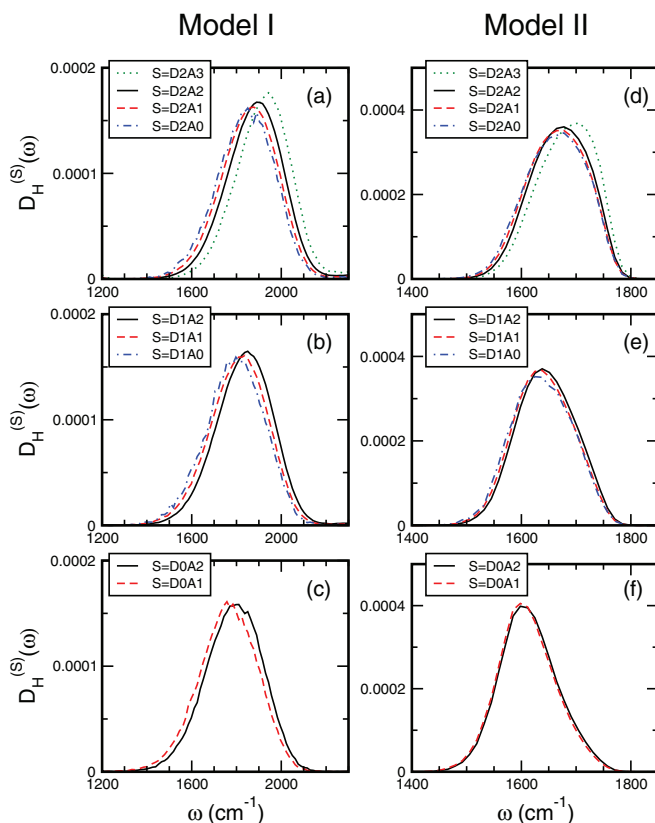 Model I
Model II
0.0002
S=D2A3
S=D2A2
S=D2A1
S=D2A0
(a)
0.0001
D_H^(S)(ω)
0
1200 1600 2000
S=D2A3
S=D2A2
S=D2A1
S=D2A0
(d)
0.0004
0.0002
0
1400 1600 1800
0.0002
S=D1A2
S=D1A1
S=D1A0
(b)
0.0001
D_H^(S)(ω)
0
1200 1600 2000
S=D1A2
S=D1A1
S=D1A0
(e)
0.0004
0.0002
0
1400 1600 1800
0.0002
S=D0A2
S=D0A1
(c)
0.0001
D_H^(S)(ω)
0
1200 1600 2000
ω (cm⁻¹)
S=D0A2
S=D0A1
(f)
0.0004
0.0002
0
1400 1600 1800
ω (cm⁻¹)